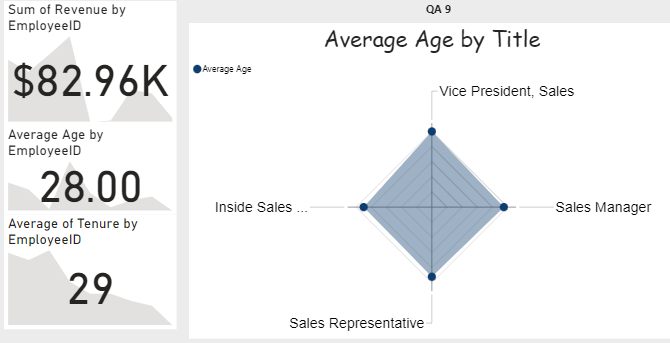 Sum of Revenue by
EmployeeID
$82.96K
Average Age by
EmployeeID
28.00
Average of Tenure by
EmployeeID
29
QA 9
Average Age by Title
Average Age
Vice President, Sales
Inside Sales ...
Sales Manager
Sales Representative